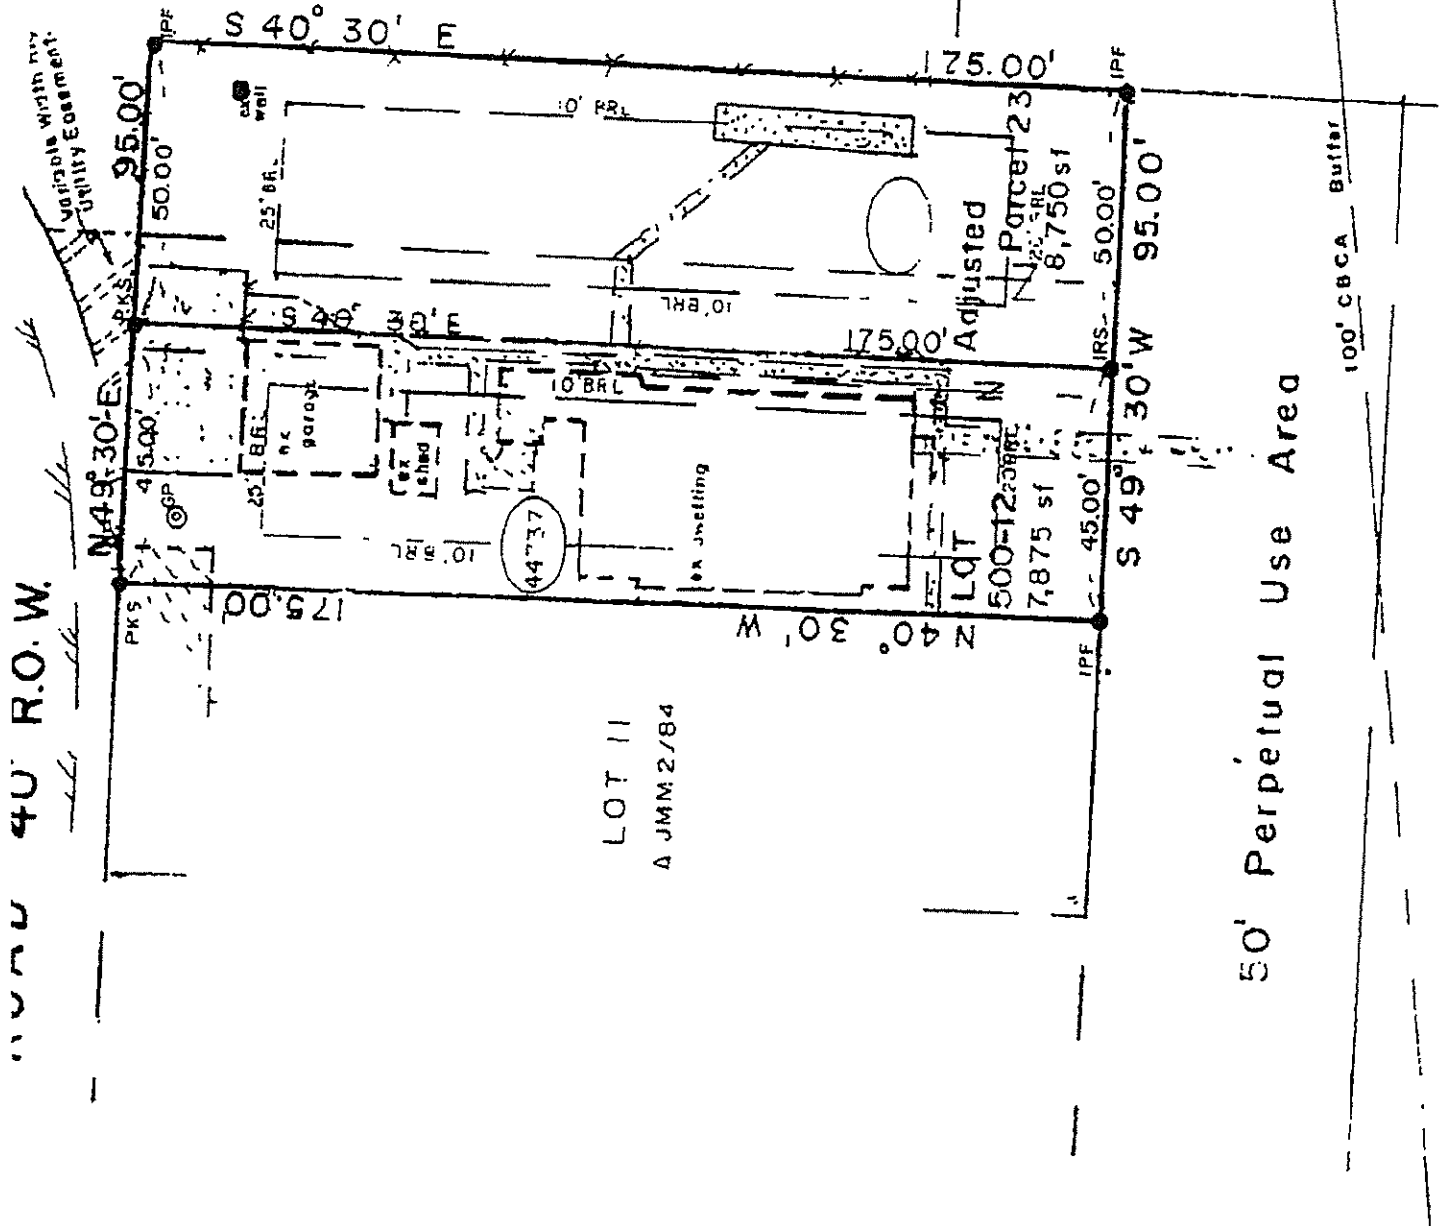 S 40° 30' E
175.00'
IPF
IPF
Variable Width
Utility Easement.
95.00'
50.00'
ex
well
10' BRL
25' BRL
10' BRL
Adjusted
Parcel 23
8,750 sf
50.00'
95.00'
PKS
S 40° 30' E
175.00'
IRS
N 49° 30' E
45.00'
GP
25' BRL
ex
garage
ex
shed
10' BRL
10' BRL
44737
ex dwelling
LOT
500-12
7,875 sf
45.00'
S 49° 30' W
PKS
175.00'
N 40° 30' W
IPF
40' R.O.W.
LOT 11
Δ JMM 2/84
50' Perpetual Use Area
100' CBCA Buffer